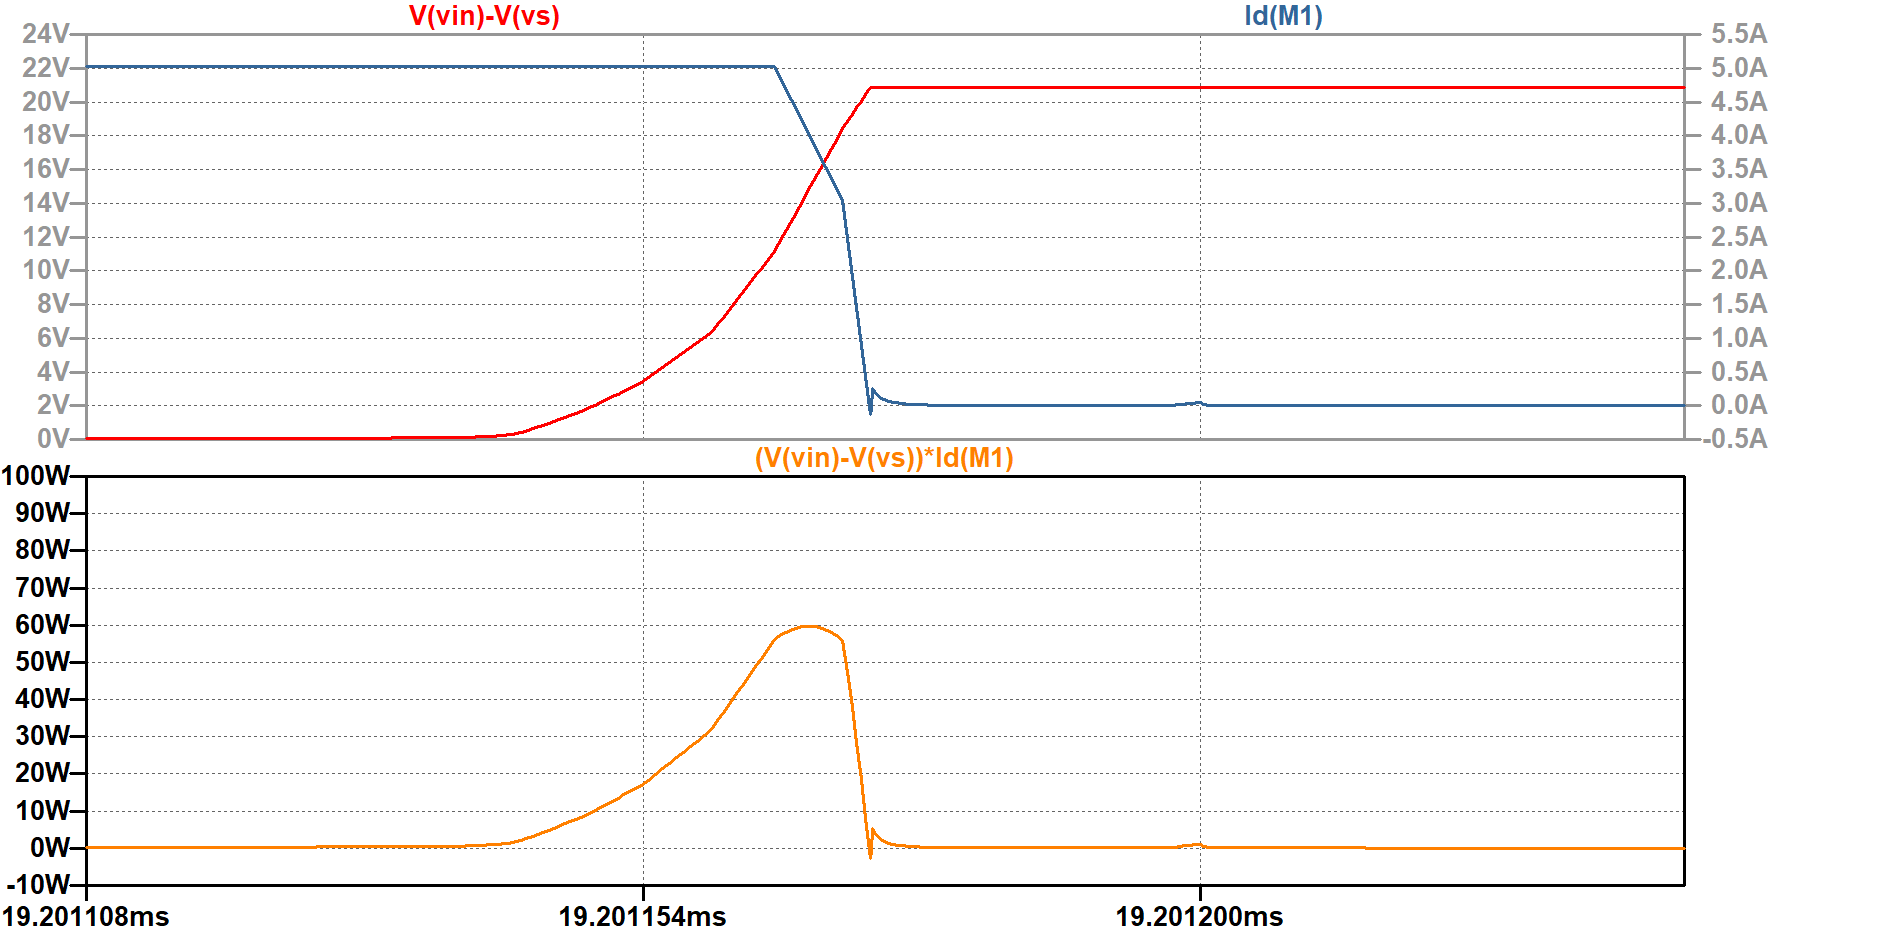 V(vin)-V(vs) Id(M1)
24V 5.5A
22V 5.0A
20V 4.5A
18V 4.0A
16V 3.5A
14V 3.0A
12V 2.5A
10V 2.0A
8V 1.5A
6V 1.0A
4V 0.5A
2V 0.0A
0V -0.5A
(V(vin)-V(vs))*Id(M1)
100W
90W
80W
70W
60W
50W
40W
30W
20W
10W
0W
-10W
19.201108ms 19.201154ms 19.201200ms